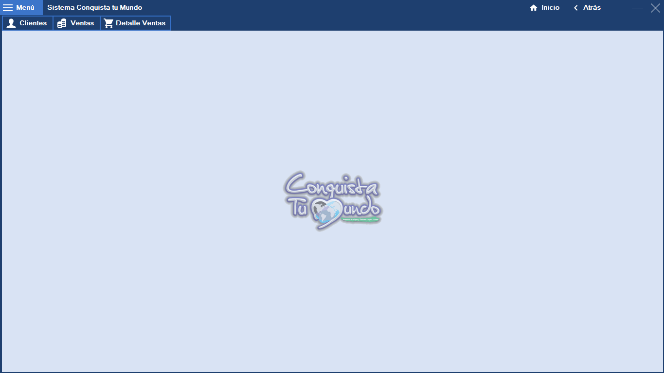 Menú
Sistema Conquista tu Mundo
Inicio
Atrás
Clientes
Ventas
Detalle Ventas
Conquista
Tu Mundo